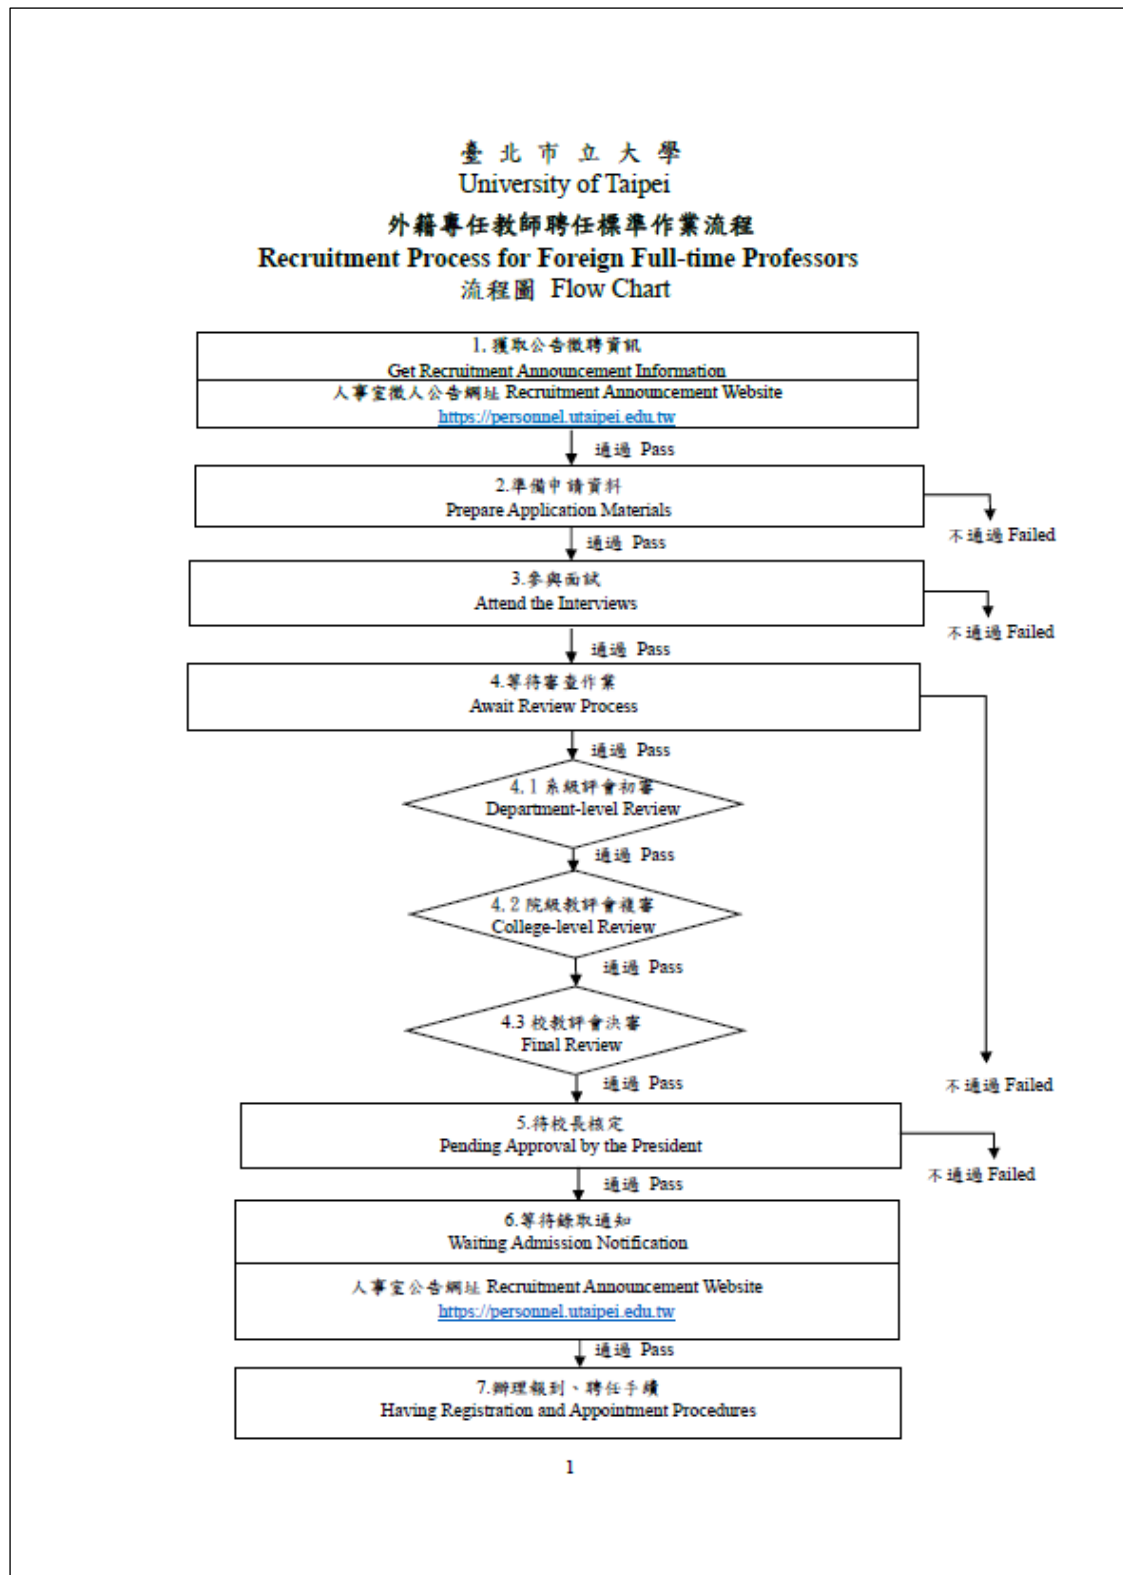 臺 北 市 立 大 學
University of Taipei
外籍專任教師聘任標準作業流程
Recruitment Process for Foreign Full-time Professors
流程圖 Flow Chart
1. 獲取公告徵聘資訊
Get Recruitment Announcement Information
人事室徵人公告網址 Recruitment Announcement Website
https://personnel.utaipei.edu.tw
通過 Pass
2.準備申請資料
Prepare Application Materials
不通過 Failed
通過 Pass
3.參與面試
Attend the Interviews
不通過 Failed
通過 Pass
4.等待審查作業
Await Review Process
通過 Pass
4. 1 系級評會初審
Department-level Review
通過 Pass
4. 2 院級教評會複審
College-level Review
通過 Pass
4.3 校教評會決審
Final Review
通過 Pass
不通過 Failed
5.待校長核定
Pending Approval by the President
不通過 Failed
通過 Pass
6.等待錄取通知
Waiting Admission Notification
人事室公告網址 Recruitment Announcement Website
https://personnel.utaipei.edu.tw
通過 Pass
7.辦理報到、聘任手續
Having Registration and Appointment Procedures
1